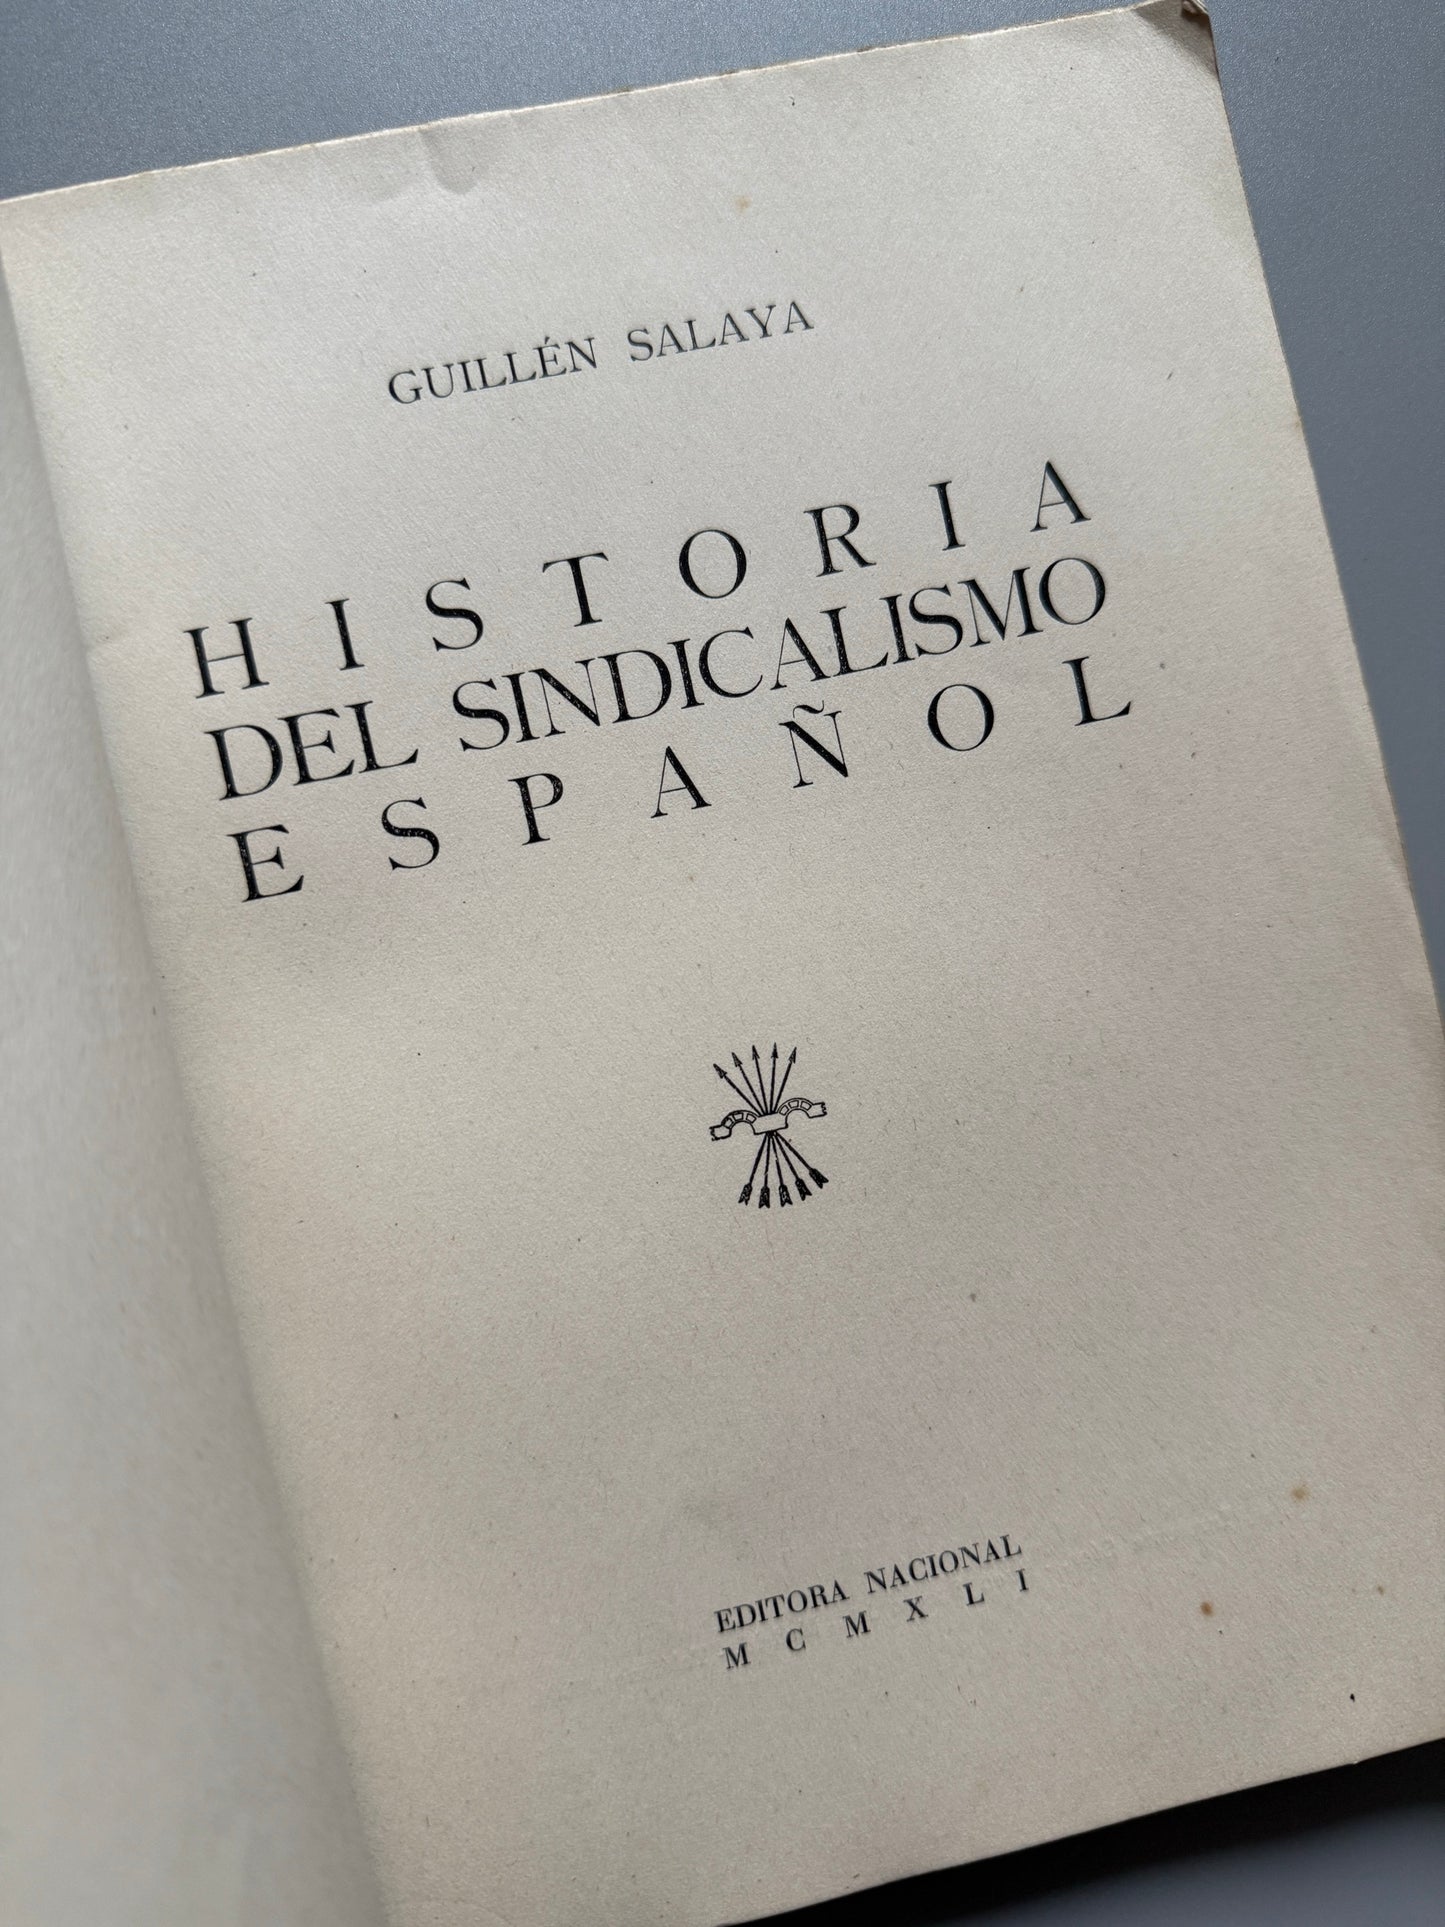 GUILLÉN SALAYA
HISTORIA
DEL SINDICALISMO
ESPAÑOL
EDITORA NACIONAL
MCMXLI